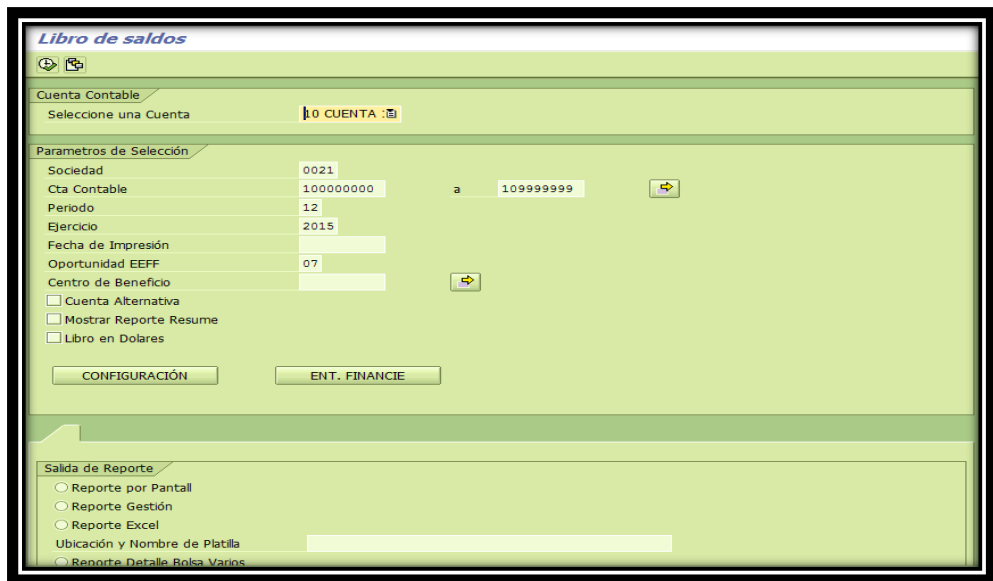 Libro de saldos
Cuenta Contable
Seleccione una Cuenta 10 CUENTA :
Parametros de Selección
Sociedad 0021
Cta Contable 100000000 a 109999999
Periodo 12
Ejercicio 2015
Fecha de Impresión
Oportunidad EEFF 07
Centro de Beneficio
Cuenta Alternativa
Mostrar Reporte Resume
Libro en Dolares
CONFIGURACIÓN ENT. FINANCIE
Salida de Reporte
Reporte por Pantall
Reporte Gestión
Reporte Excel
Ubicación y Nombre de Platilla
Reporte Detalle Bolsa Varios